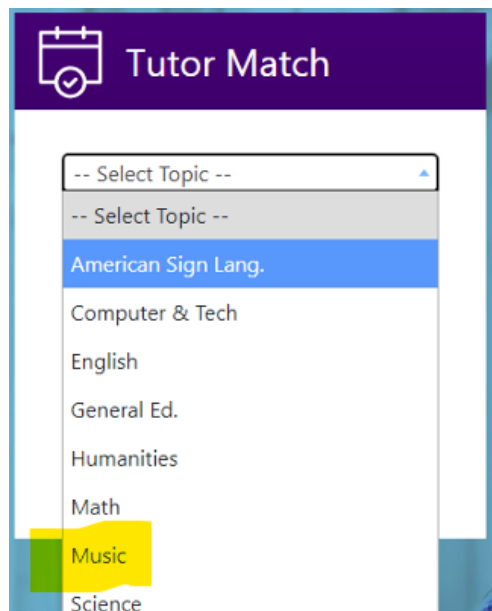 Tutor Match
-- Select Topic --
-- Select Topic --
American Sign Lang.
Computer & Tech
English
General Ed.
Humanities
Math
Music
Science